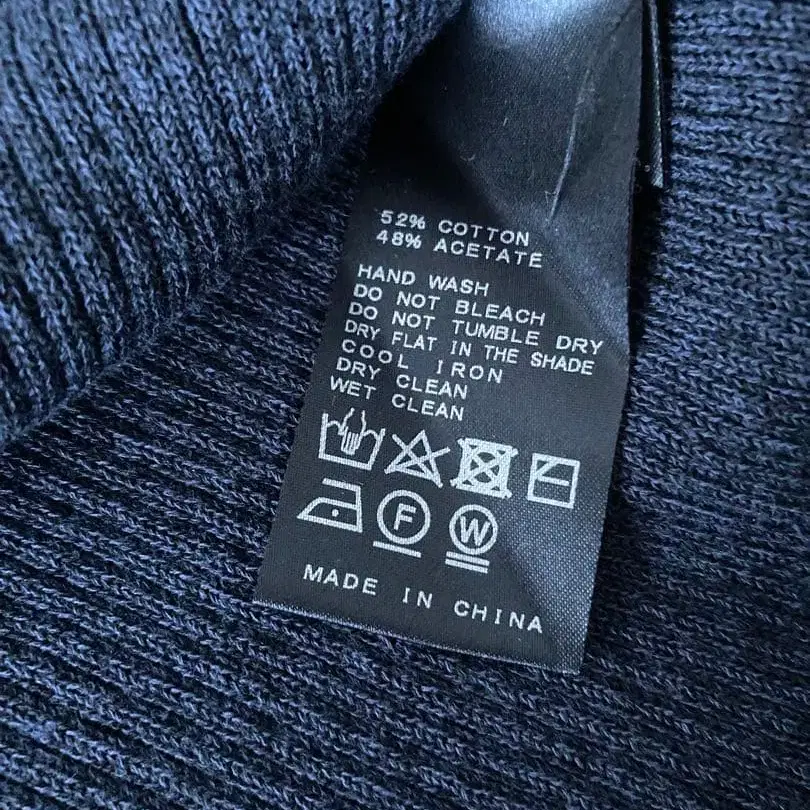 52% COTTON
48% ACETATE
HAND WASH
DO NOT BLEACH
DO NOT TUMBLE DRY
DRY FLAT IN THE SHADE
COOL IRON
DRY CLEAN
WET CLEAN
F W
MADE IN CHINA